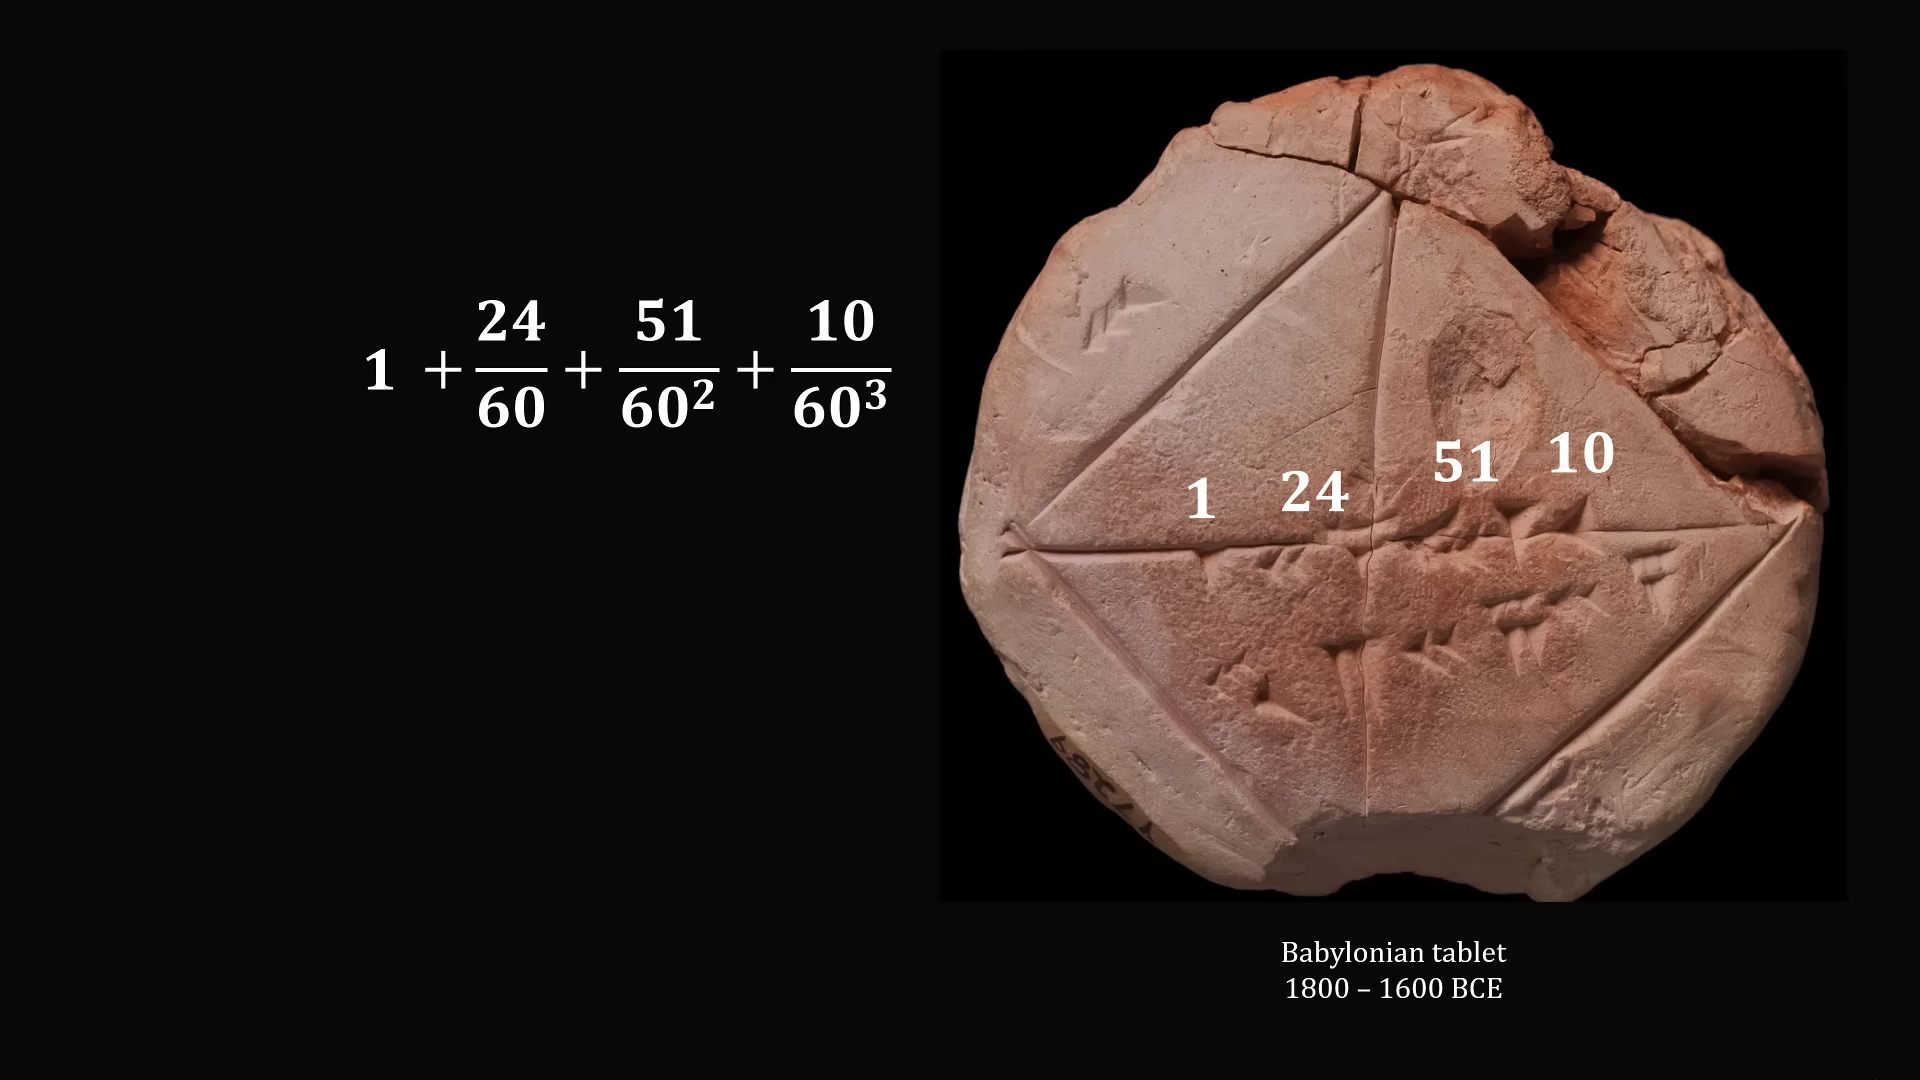 1 + 24/60 + 51/60² + 10/60³
1 24 51 10
Babylonian tablet
1800 – 1600 BCE